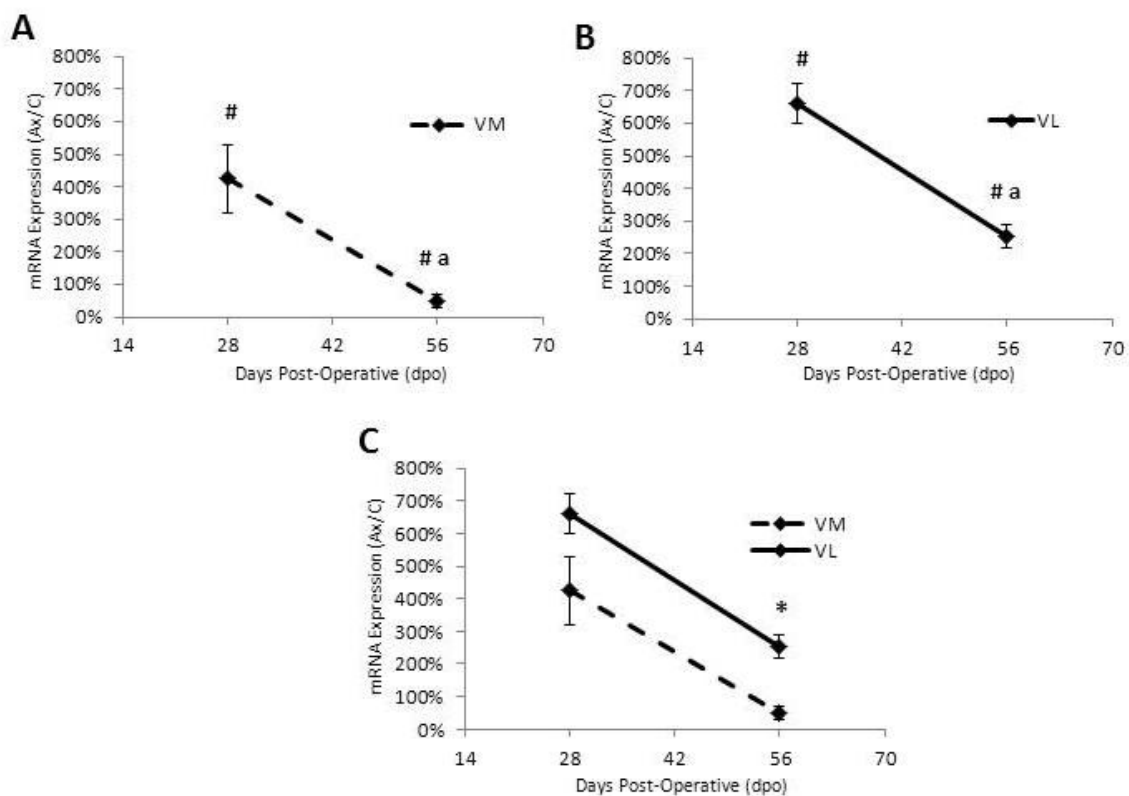 A
mRNA Expression (Ax/C)
800%
700%
600%
500%
400%
300%
200%
100%
0%
#
# a
VM
14 28 42 56 70
Days Post-Operative (dpo)
B
mRNA Expression (Ax/C)
800%
700%
600%
500%
400%
300%
200%
100%
0%
#
# a
VL
14 28 42 56 70
Days Post-Operative (dpo)
C
mRNA Expression (Ax/C)
800%
700%
600%
500%
400%
300%
200%
100%
0%
VM
VL
*
14 28 42 56 70
Days Post-Operative (dpo)